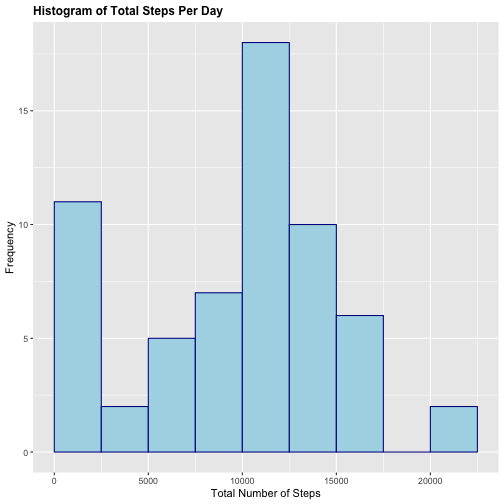 Histogram of Total Steps Per Day
Frequency
15
10
5
0
0 5000 10000 15000 20000
Total Number of Steps